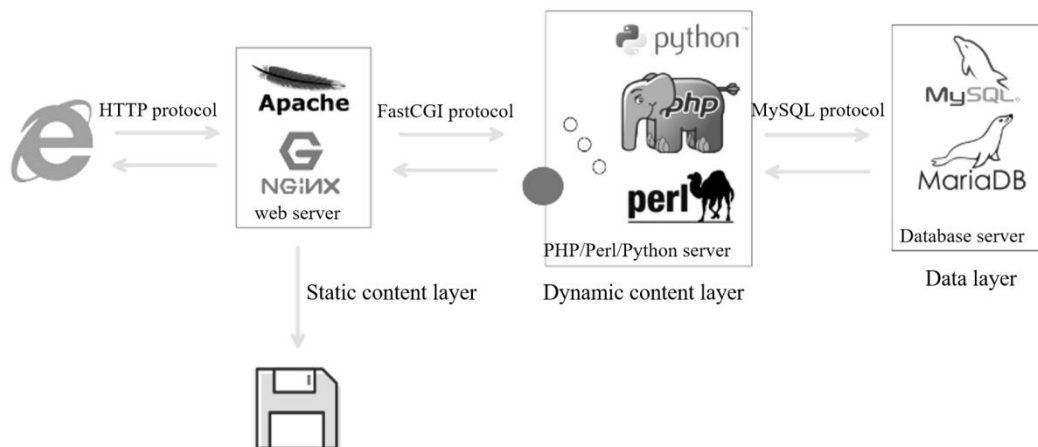 HTTP protocol
Apache
NGiNX
web server
FastCGI protocol
python™
php
perl
PHP/Perl/Python server
MySQL protocol
MySQL®
MariaDB
Database server
Static content layer
Dynamic content layer
Data layer